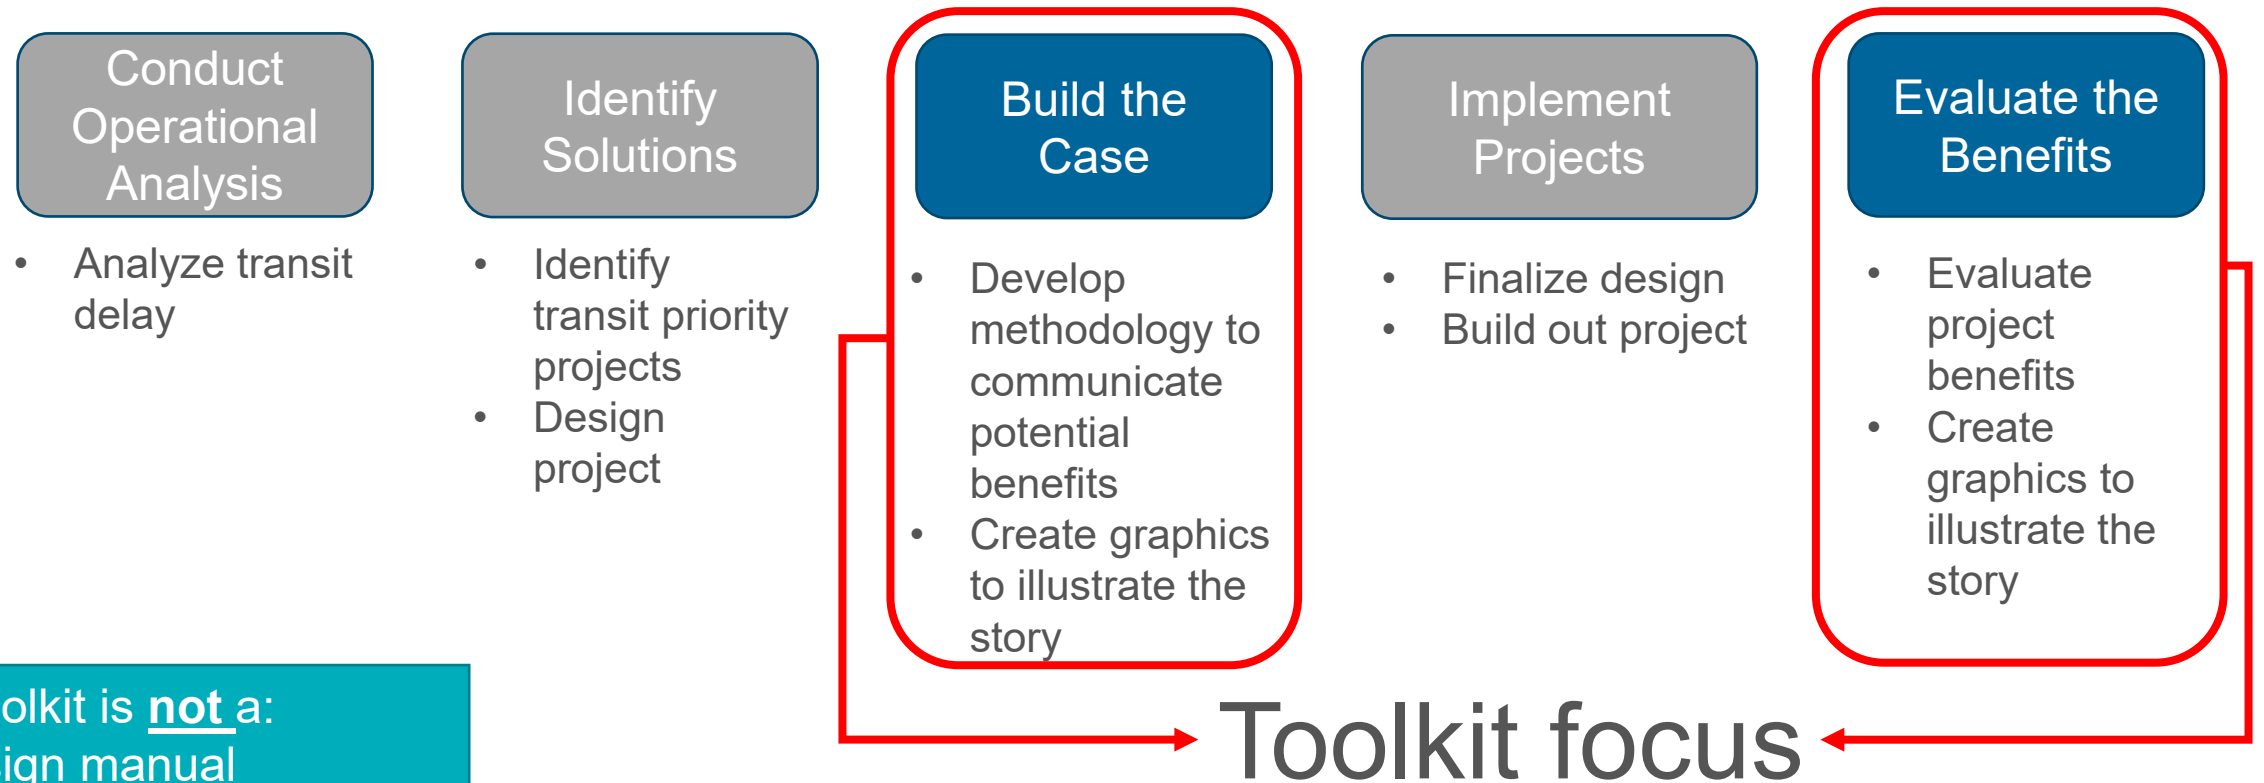 Conduct
Operational
Analysis
• Analyze transit
delay
Identify
Solutions
• Identify
transit priority
projects
• Design
project
Build the
Case
• Develop
methodology to
communicate
potential
benefits
• Create graphics
to illustrate the
story
Implement
Projects
• Finalize design
• Build out project
Evaluate the
Benefits
• Evaluate
project
benefits
• Create
graphics to
illustrate the
story
olkit is not a:
sign manual
Toolkit focus